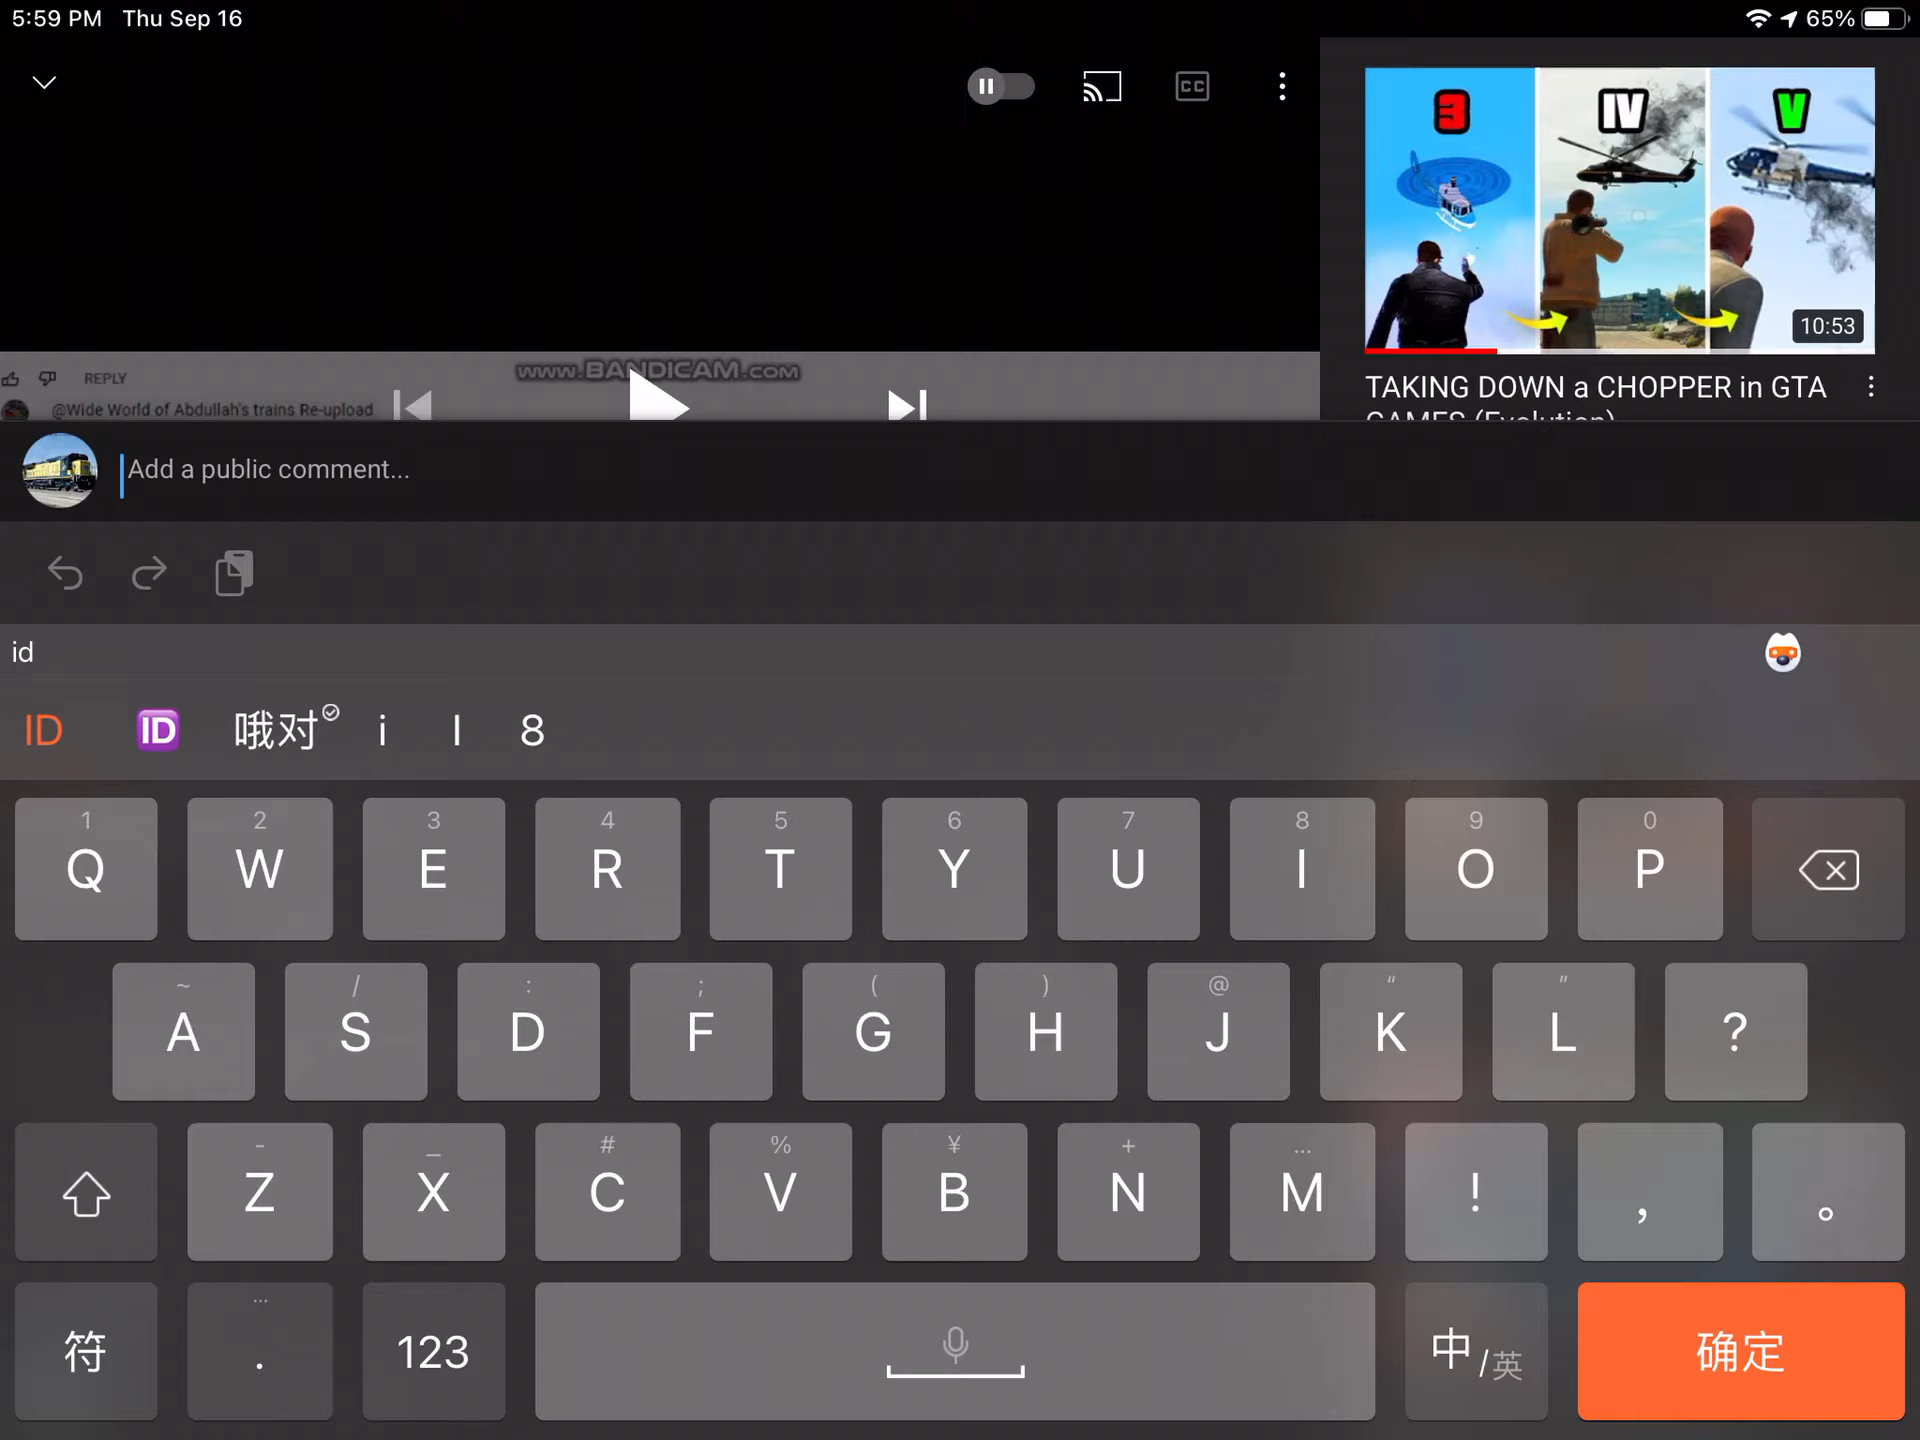 5:59 PM Thu Sep 16
65%
CC
3 IV V
10:53
www.BANDICAM.com
REPLY
@Wide World of Abdullah's trains Re-upload
TAKING DOWN a CHOPPER in GTA
GAMES (Evolution)
Add a public comment...
id
ID ID 哦对 i I 8
1 2 3 4 5 6 7 8 9 0
Q W E R T Y U I O P
~ / : ; ( ) @ “ ”
A S D F G H J K L ?
- _ # % ¥ + ...
Z X C V B N M ! , 。
...
符 . 123 中/英 确定